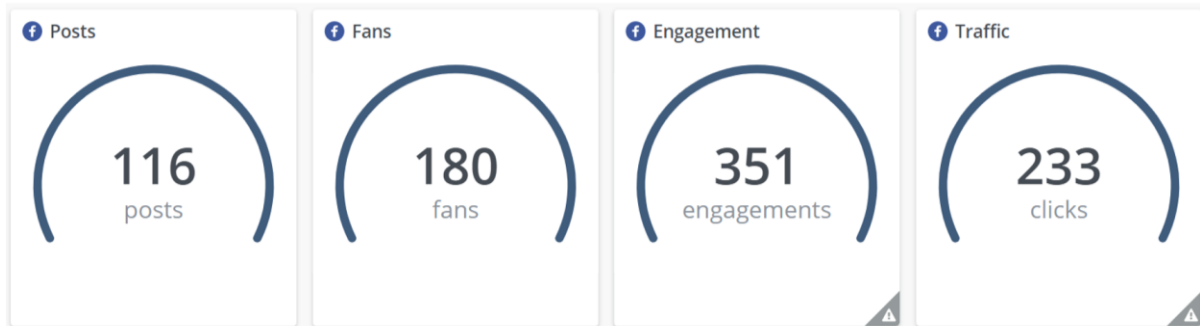 Posts
116
posts
Fans
180
fans
Engagement
351
engagements
Traffic
233
clicks